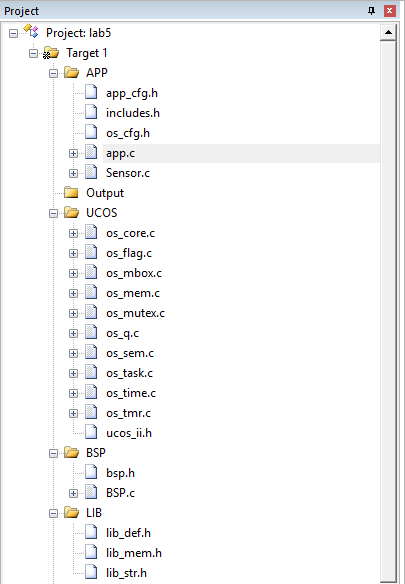 Project
Project: lab5
Target 1
APP
app_cfg.h
includes.h
os_cfg.h
app.c
Sensor.c
Output
UCOS
os_core.c
os_flag.c
os_mbox.c
os_mem.c
os_mutex.c
os_q.c
os_sem.c
os_task.c
os_time.c
os_tmr.c
ucos_ii.h
BSP
bsp.h
BSP.c
LIB
lib_def.h
lib_mem.h
lib_str.h